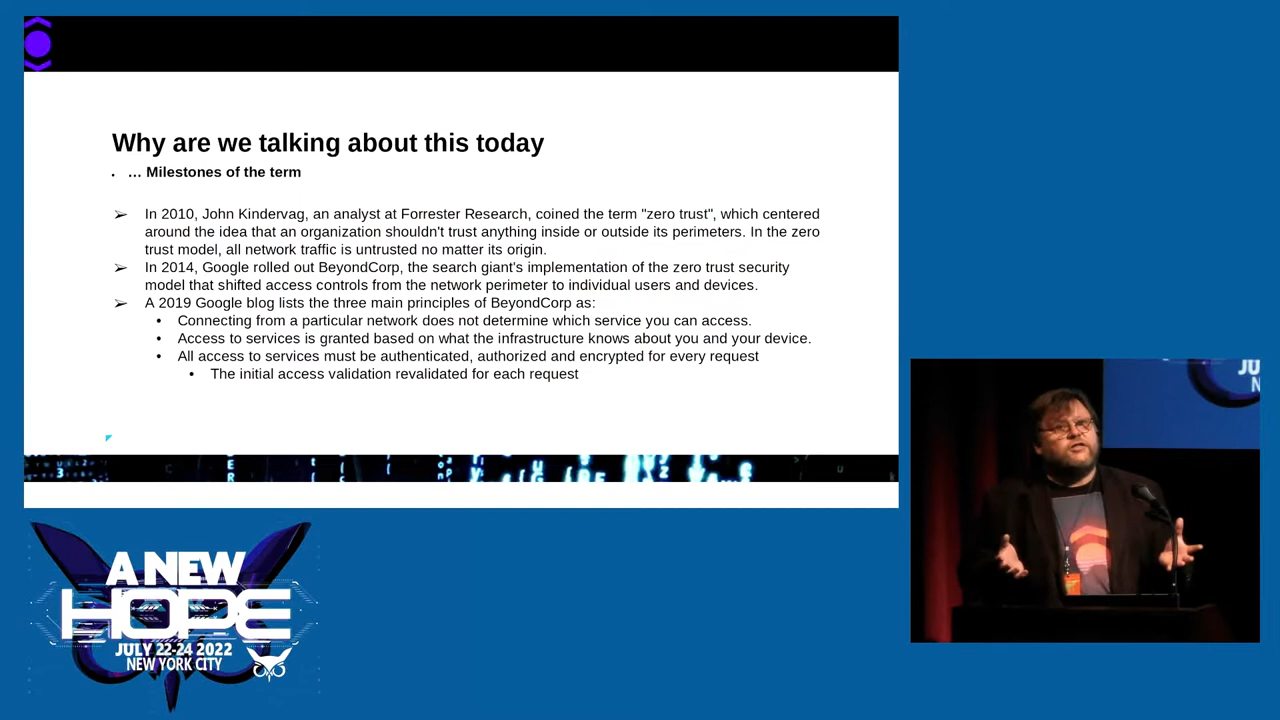 Why are we talking about this today
. … Milestones of the term
➢ In 2010, John Kindervag, an analyst at Forrester Research, coined the term "zero trust", which centered
around the idea that an organization shouldn't trust anything inside or outside its perimeters. In the zero
trust model, all network traffic is untrusted no matter its origin.
➢ In 2014, Google rolled out BeyondCorp, the search giant's implementation of the zero trust security
model that shifted access controls from the network perimeter to individual users and devices.
➢ A 2019 Google blog lists the three main principles of BeyondCorp as:
• Connecting from a particular network does not determine which service you can access.
• Access to services is granted based on what the infrastructure knows about you and your device.
• All access to services must be authenticated, authorized and encrypted for every request
• The initial access validation revalidated for each request
A NEW
HOPE
JULY 22-24 2022
NEW YORK CITY
JU
N